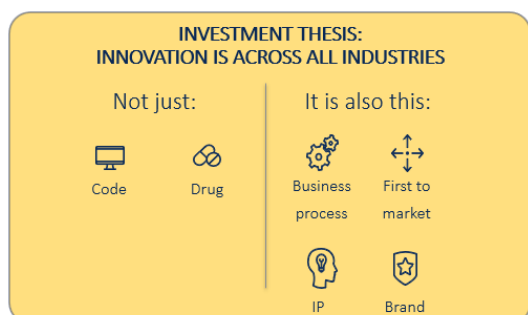 INVESTMENT THESIS:
INNOVATION IS ACROSS ALL INDUSTRIES
Not just:
Code
Drug
It is also this:
Business
process
First to
market
IP
Brand